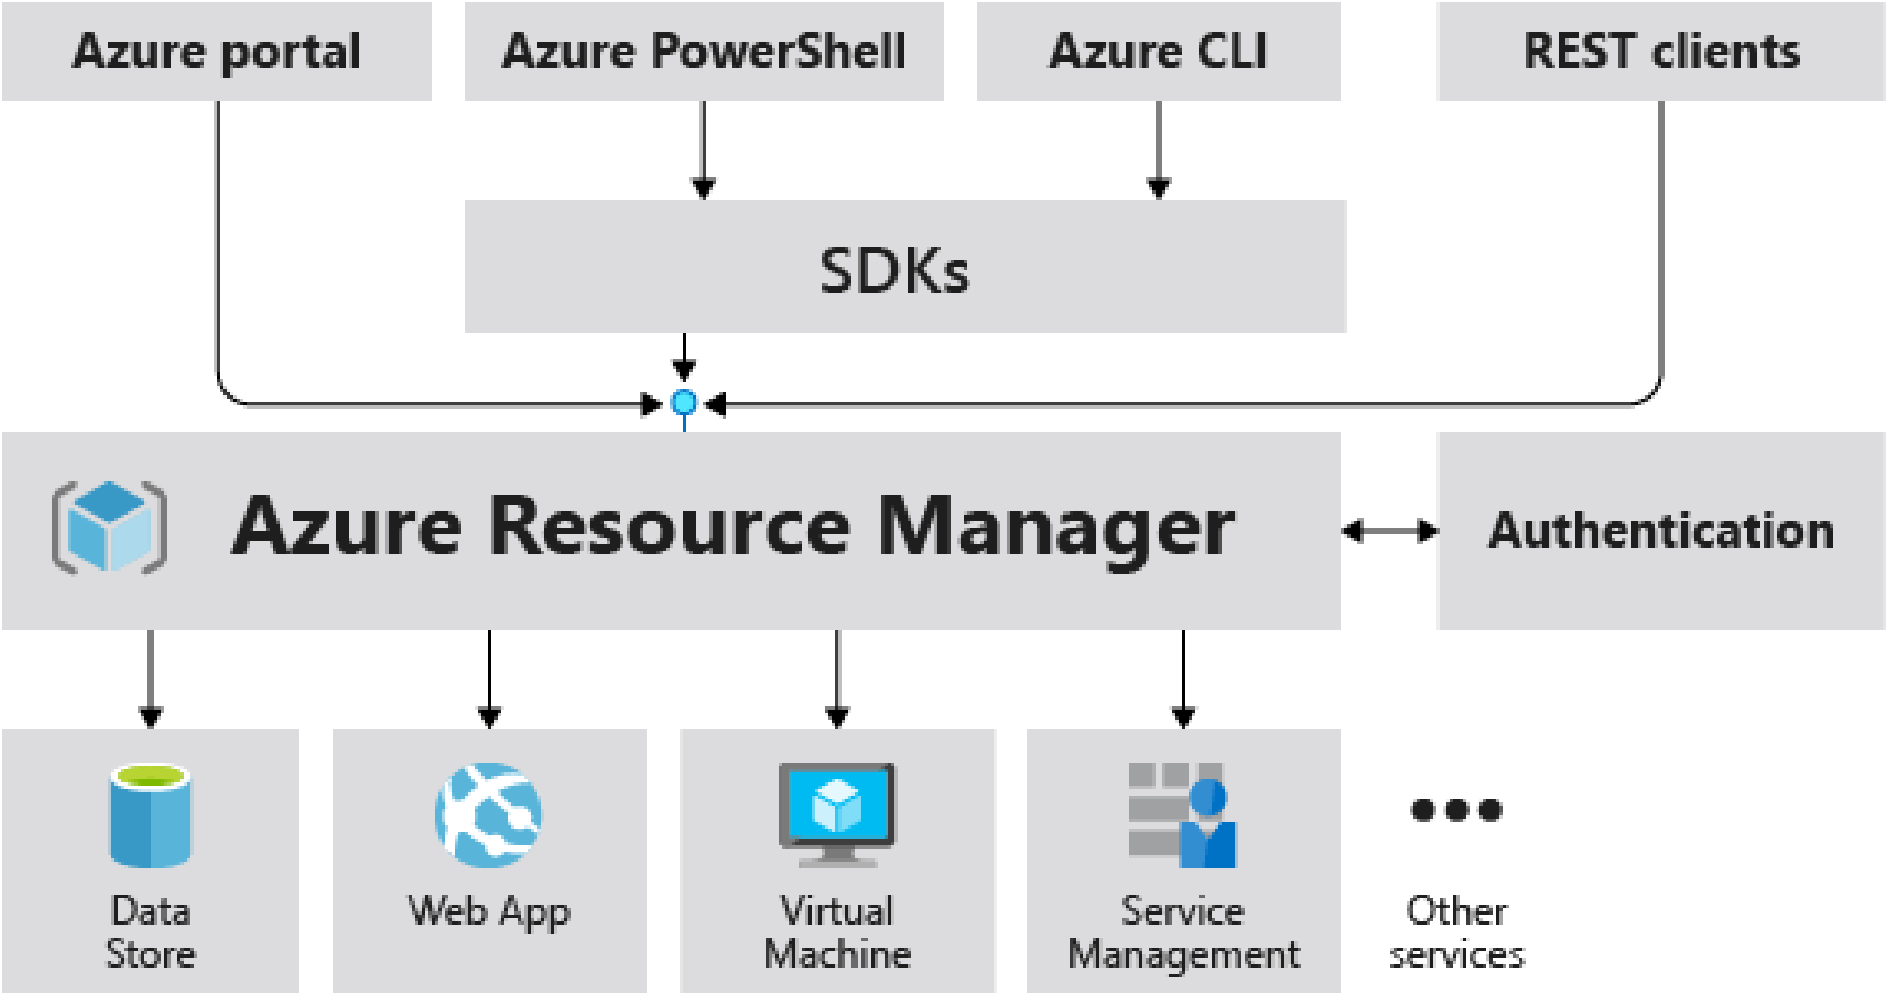 Azure portal
Azure PowerShell
Azure CLI
REST clients
SDKs
Azure Resource Manager
Authentication
Data
Store
Web App
Virtual
Machine
Service
Management
Other
services